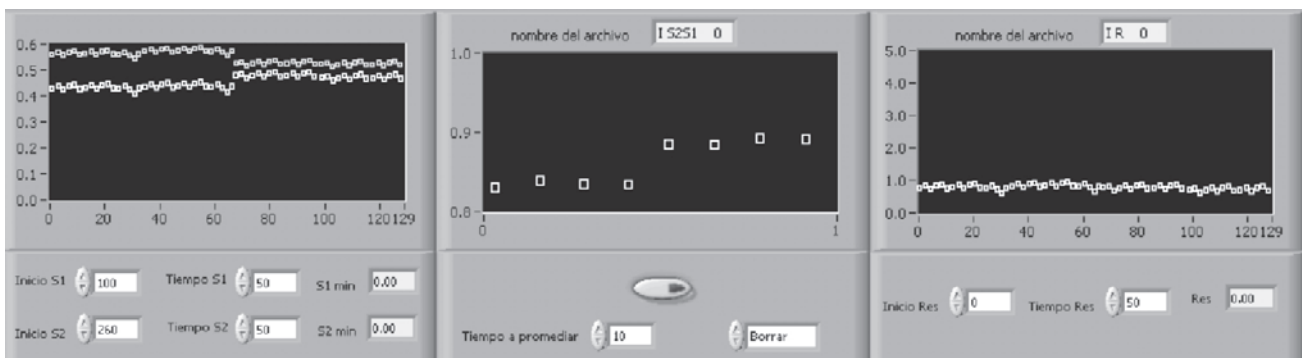 0.6
0.5
0.4
0.3
0.2
0.1
0.0
0 20 40 60 80 100 120 129
Inicio S1 100 Tiempo S1 50 S1 min 0.00
Inicio S2 260 Tiempo S2 50 S2 min 0.00
nombre del archivo IS2S1 0
1.0
0.9
0.8
0 1
Tiempo a promediar 10 Borrar
nombre del archivo IR 0
5.0
4.0
3.0
2.0
1.0
0.0
0 20 40 60 80 100 120 129
Inicio Res 0 Tiempo Res 50 Res 0.00